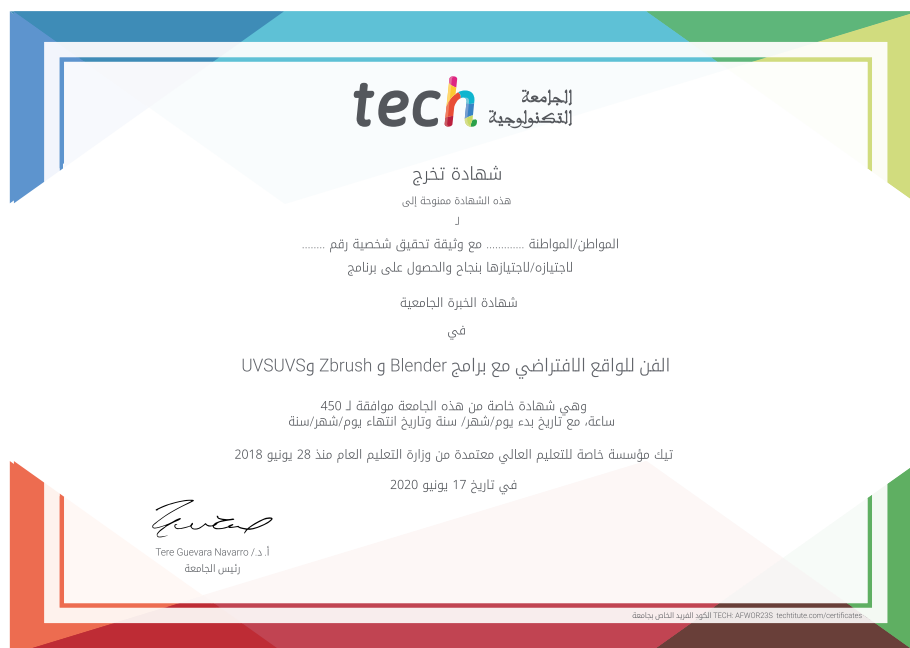 tech
الجامعة
التكنولوجية
شهادة تخرج
هذه الشهادة ممنوحة إلى
لـ
المواطن/المواطنة ............ مع وثيقة تحقيق شخصية رقم ........
لاجتيازه/لاجتيازها بنجاح والحصول على برنامج
شهادة الخبرة الجامعية
في
الفن للواقع الافتراضي مع برامج Blender و Zbrush وUVSUVS
وهي شهادة خاصة من هذه الجامعة موافقة لـ 450
ساعة، مع تاريخ بدء يوم/شهر/ سنة وتاريخ انتهاء يوم/شهر/سنة
تيك مؤسسة خاصة للتعليم العالي معتمدة من وزارة التعليم العام منذ 28 يونيو 2018
في تاريخ 17 يونيو 2020
أ. د./ Tere Guevara Navarro
رئيس الجامعة
الكود الفريد الخاص بجامعة TECH: AFWOR23S techtitute.com/certificates